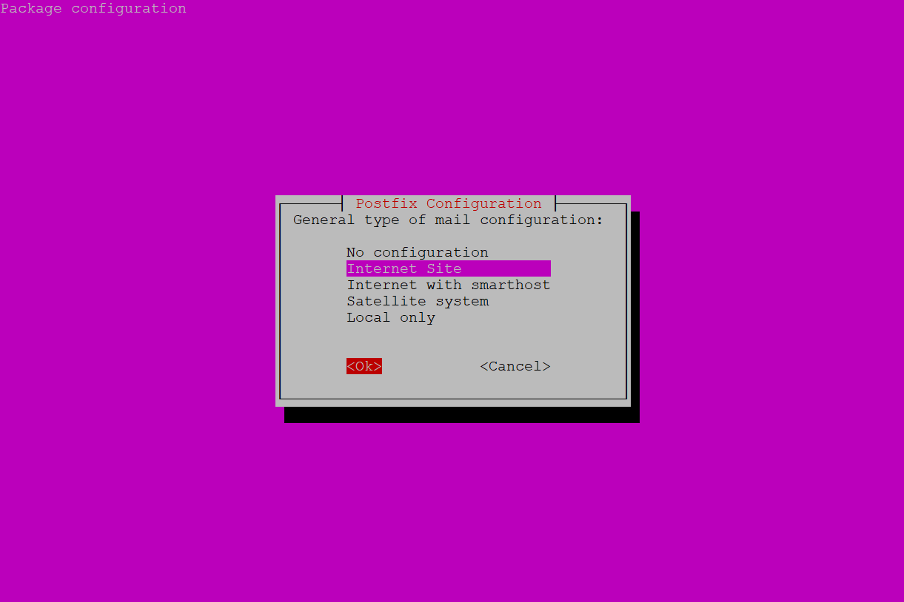 Package configuration
Postfix Configuration
General type of mail configuration:
No configuration
Internet Site
Internet with smarthost
Satellite system
Local only
<Ok> <Cancel>